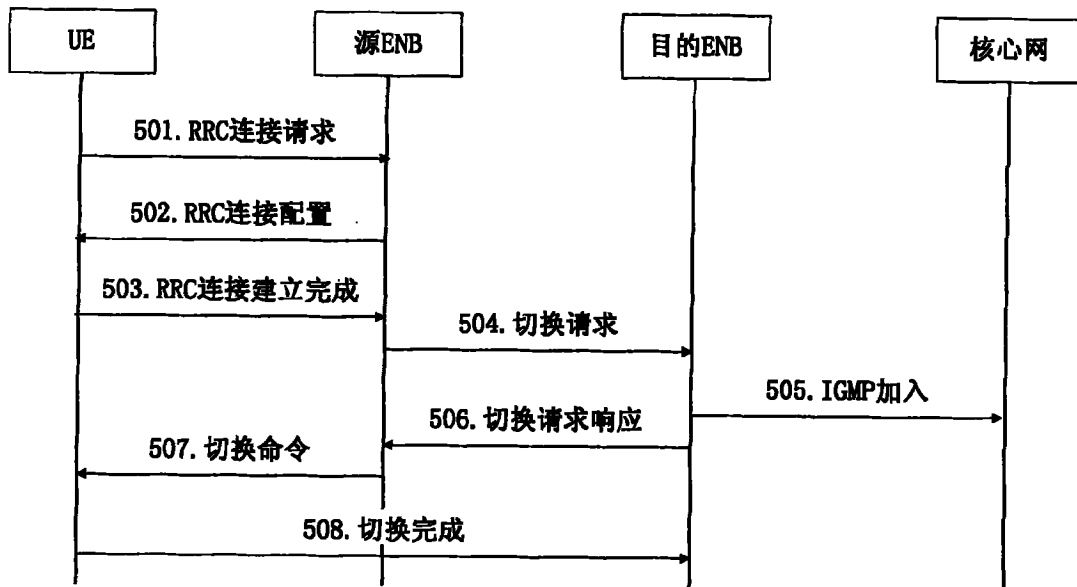 UE
源ENB
目的ENB
核心网
501.RRC连接请求
502.RRC连接配置
503.RRC连接建立完成
504.切换请求
505.IGMP加入
506.切换请求响应
507.切换命令
508.切换完成